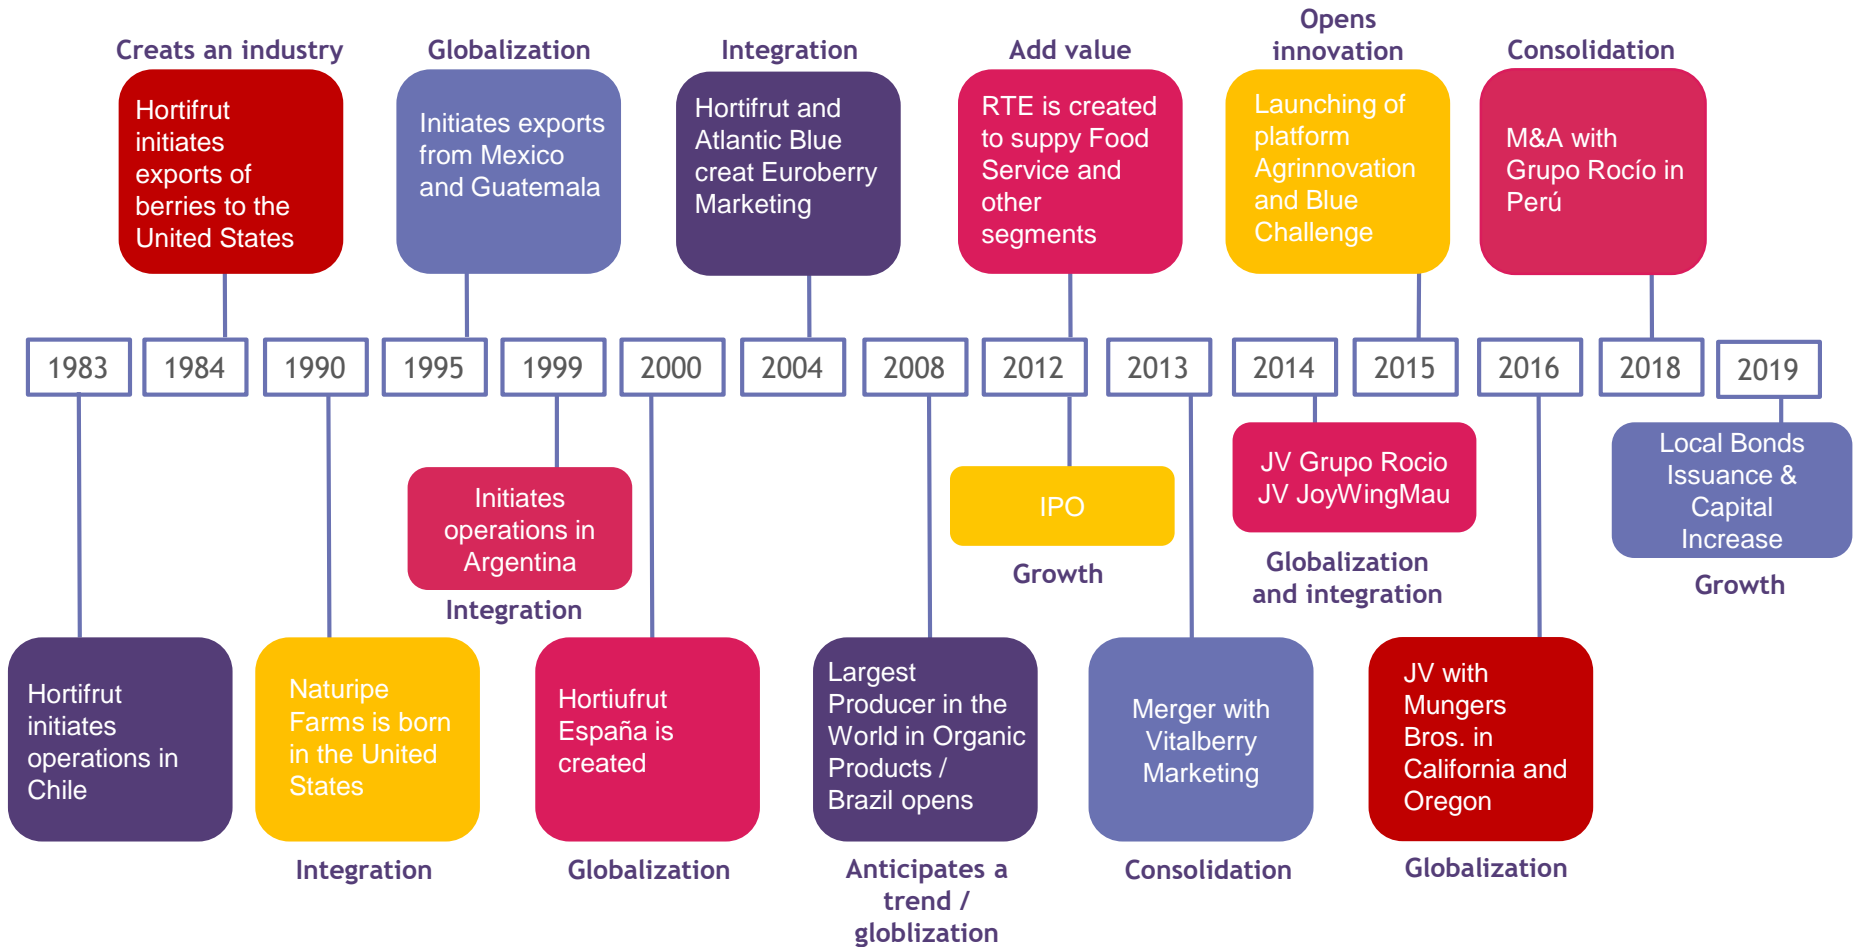 Creats an industry
Hortifrut
initiates
exports of
berries to the
United States
Globalization
Initiates exports
from Mexico
and Guatemala
Integration
Hortifrut and
Atlantic Blue
creat Euroberry
Marketing
Add value
RTE is created
to suppy Food
Service and
other
segments
Opens
innovation
Launching of
platform
Agrinnovation
and Blue
Challenge
Consolidation
M&A with
Grupo Rocío in
Perú
1983
1984
1990
1995
1999
2000
2004
2008
2012
2013
2014
2015
2016
2018
2019
Initiates
operations in
Argentina
Integration
IPO
Growth
JV Grupo Rocio
JV JoyWingMau
Globalization
and integration
Local Bonds
Issuance &
Capital
Increase
Growth
Hortifrut
initiates
operations in
Chile
Naturipe
Farms is born
in the United
States
Integration
Hortiufrut
España is
created
Globalization
Largest
Producer in the
World in Organic
Products /
Brazil opens
Anticipates a
trend /
globlization
Merger with
Vitalberry
Marketing
Consolidation
JV with
Mungers
Bros. in
California and
Oregon
Globalization